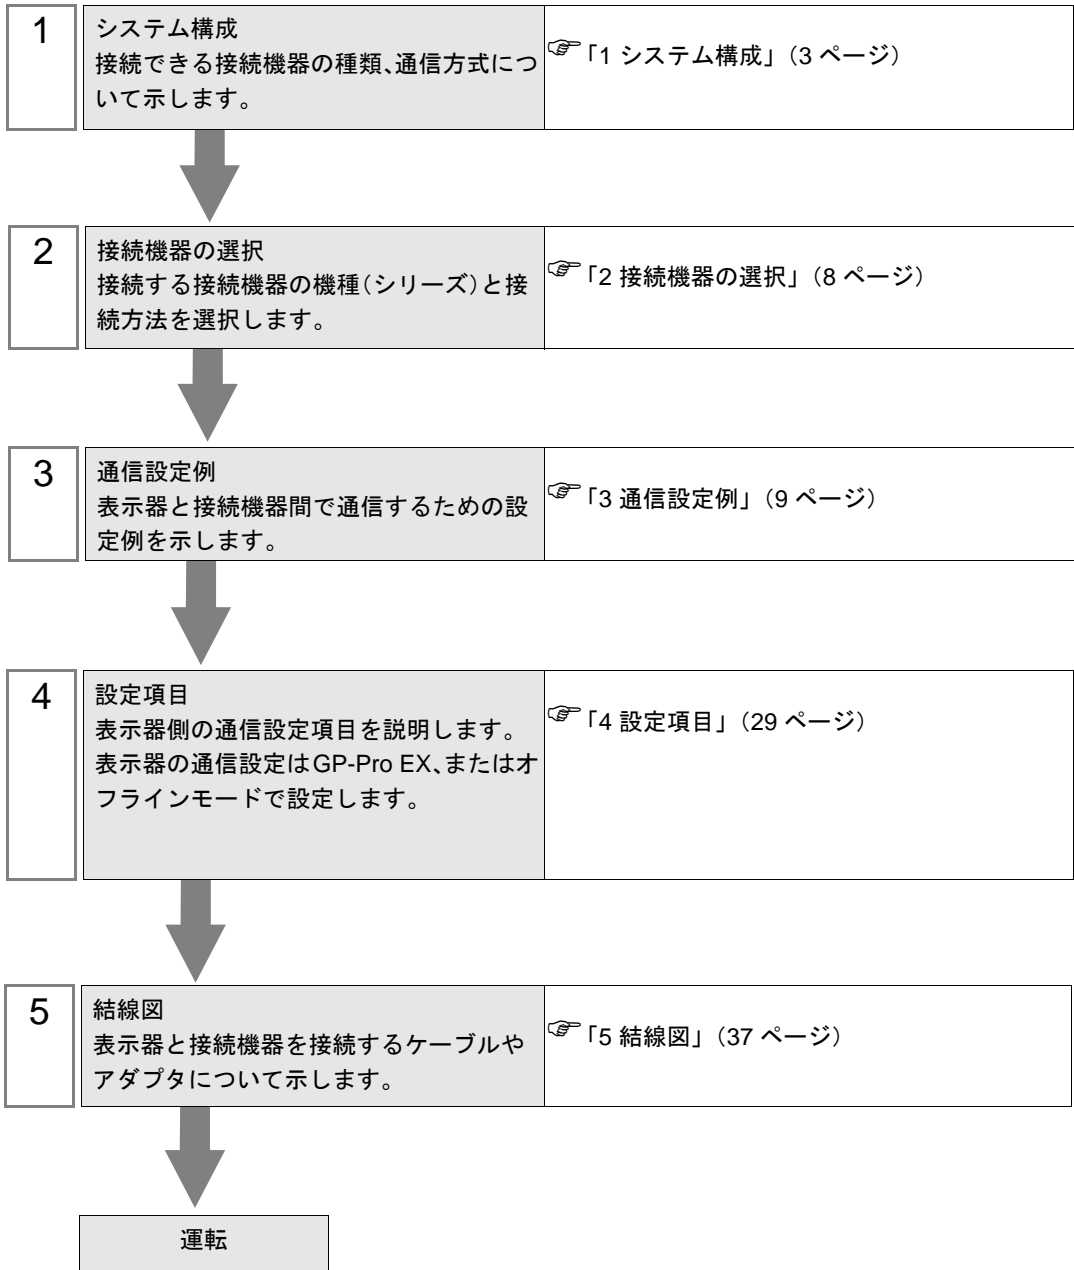 1
システム構成
接続できる接続機器の種類、通信方式につ
いて示します。
☞「1 システム構成」（3 ページ）
2
接続機器の選択
接続する接続機器の機種（シリーズ）と接
続方法を選択します。
☞「2 接続機器の選択」（8 ページ）
3
通信設定例
表示器と接続機器間で通信するための設
定例を示します。
☞「3 通信設定例」（9 ページ）
4
設定項目
表示器側の通信設定項目を説明します。
表示器の通信設定はGP-Pro EX、またはオ
フラインモードで設定します。
☞「4 設定項目」（29 ページ）
5
結線図
表示器と接続機器を接続するケーブルや
アダプタについて示します。
☞「5 結線図」（37 ページ）
運転